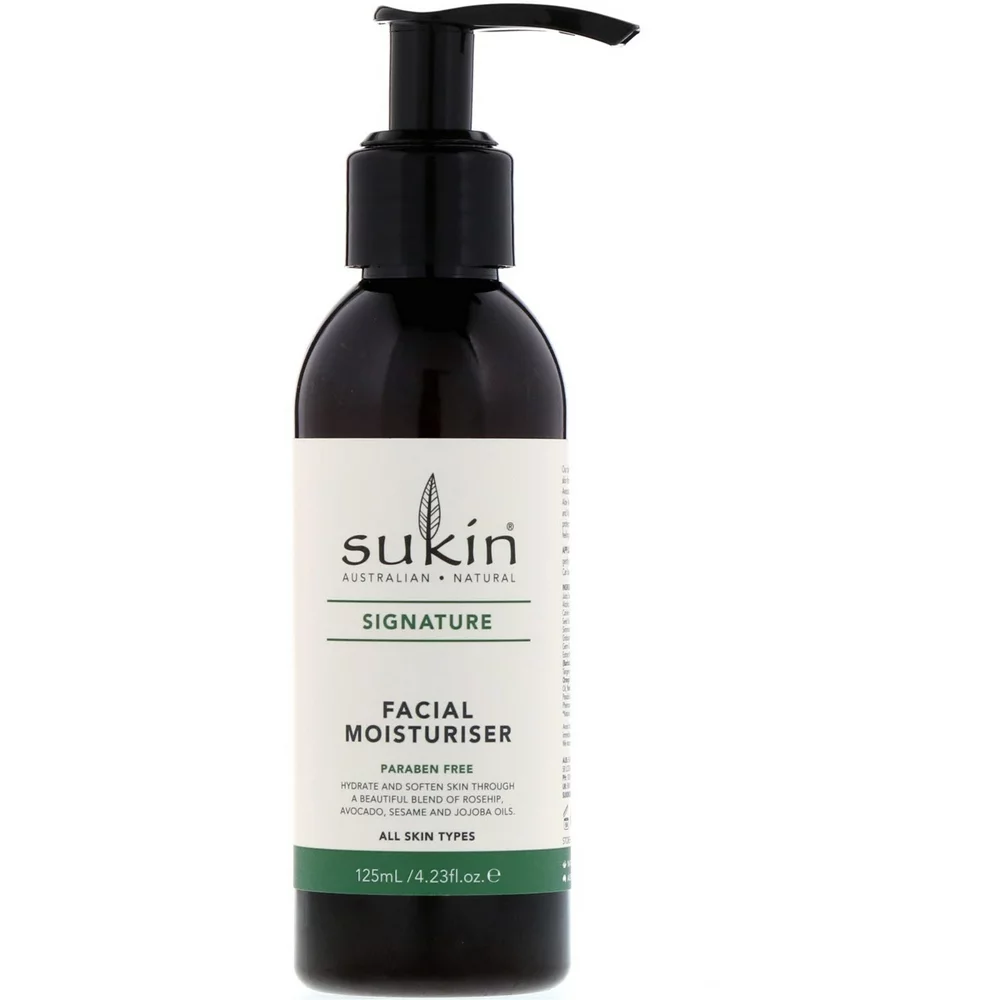 sukin®
AUSTRALIAN • NATURAL
SIGNATURE
FACIAL
MOISTURISER
PARABEN FREE
HYDRATE AND SOFTEN SKIN THROUGH
A BEAUTIFUL BLEND OF ROSEHIP,
AVOCADO, SESAME AND JOJOBA OILS.
ALL SKIN TYPES
125mL /4.23fl.oz.℮